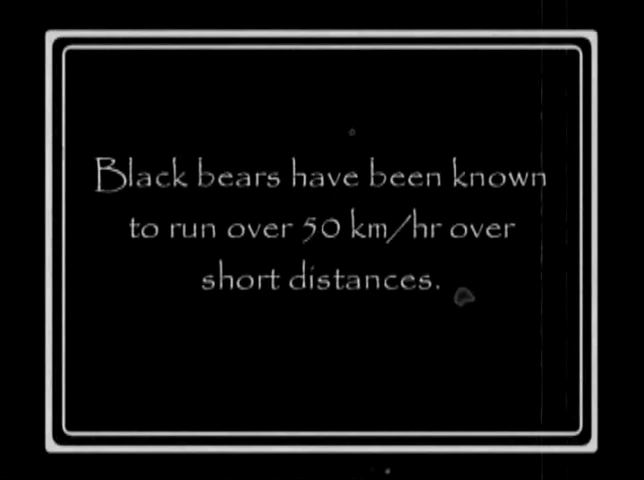 Black bears have been known
to run over 50 km/hr over
short distances.